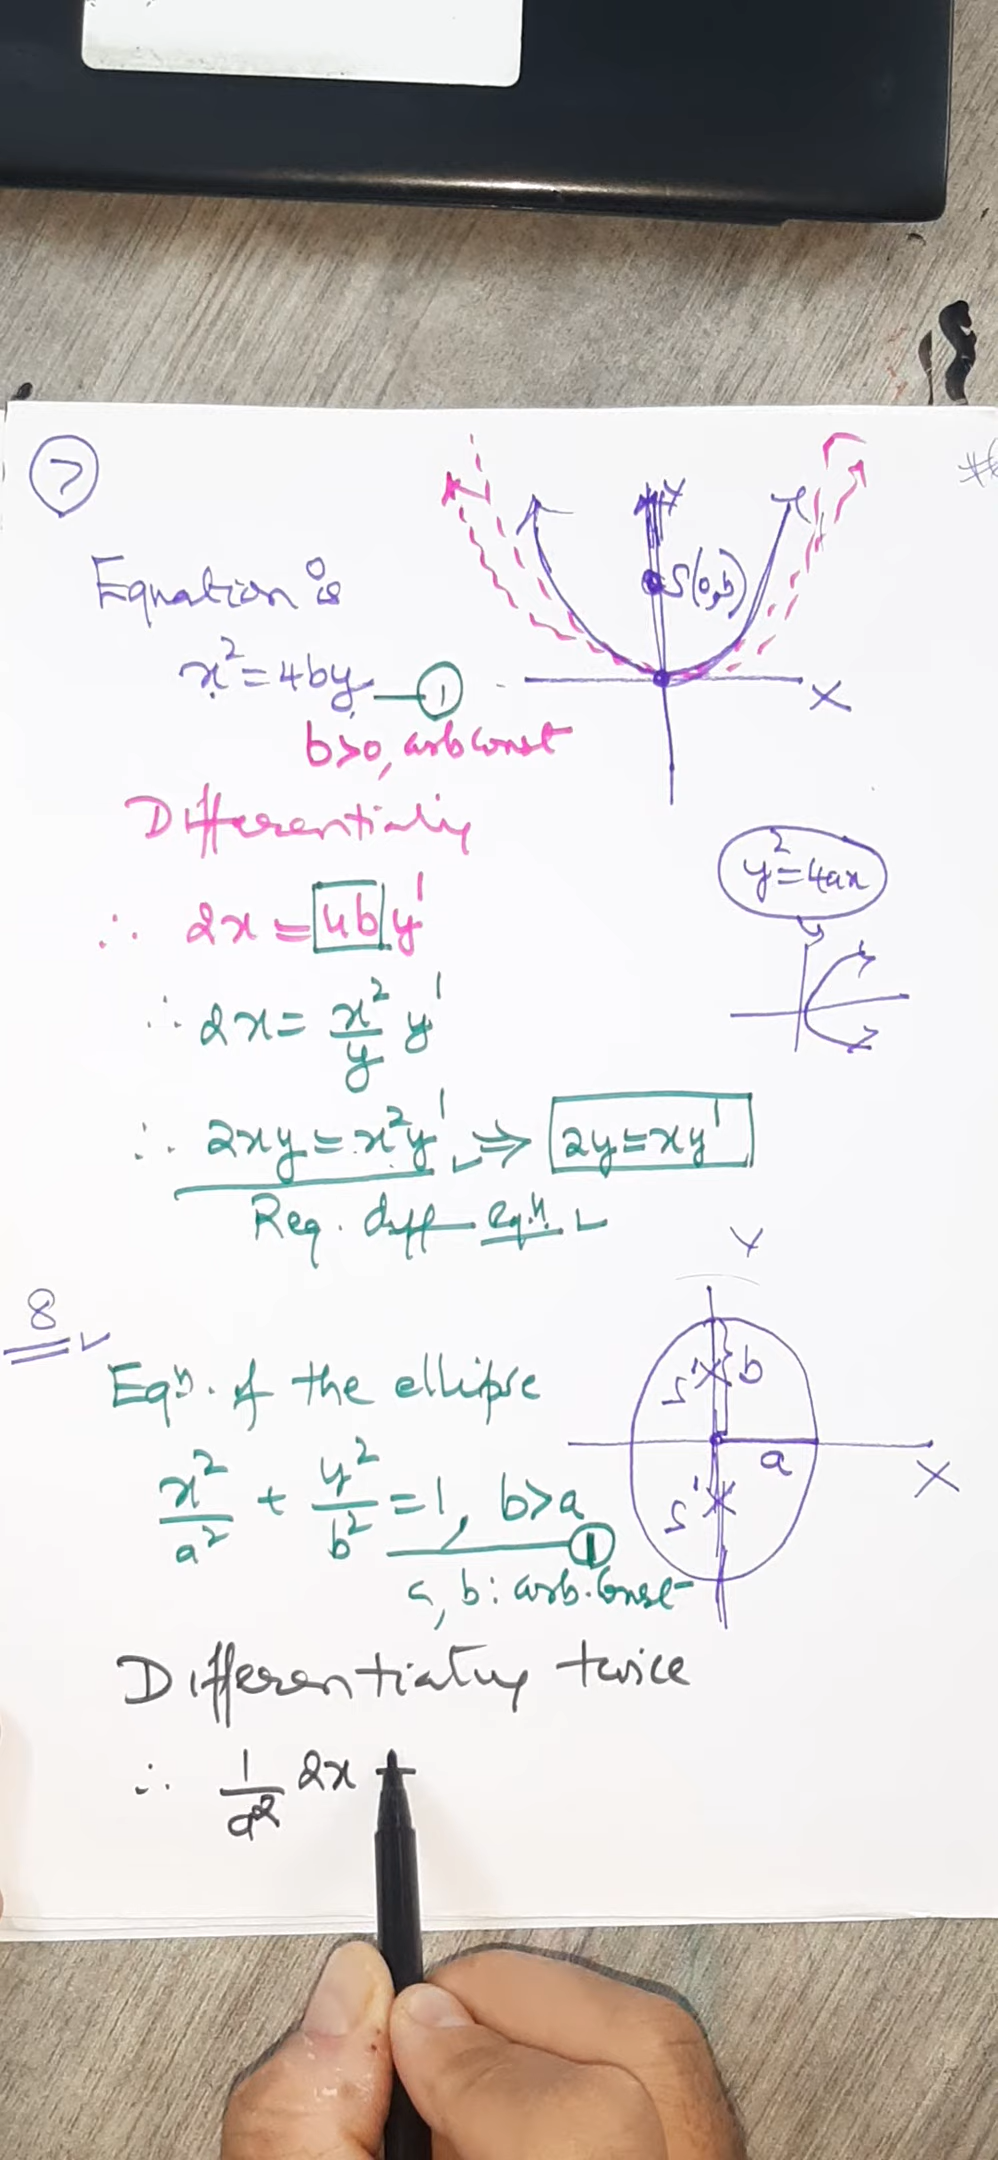 7
Y
S(0,b)
X
Equation is
x² = 4by — ①
b>0, arb const
Differentiating
y² = 4ax
∴ 2x = 4b y'
∴ 2x = x²/y y'
∴ 2xy = x²y' ⇒ 2y = xy'
Req. diff eqⁿ.
8
Y
S'
b
a
X
S'
Eqⁿ. of the ellipse
x²/a² + y²/b² = 1, b>a — ①
a, b : arb. const
Differentiating twice
∴ 1/a² 2x +